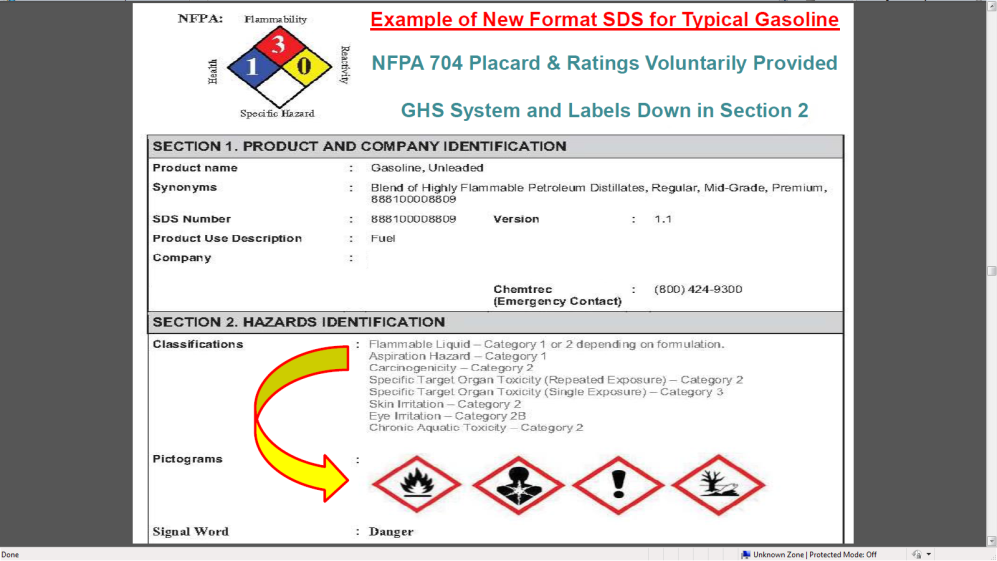 NFPA: Flammability
Example of New Format SDS for Typical Gasoline
3
Health
1
0
Reactivity
NFPA 704 Placard & Ratings Voluntarily Provided
Specific Hazard
GHS System and Labels Down in Section 2
SECTION 1. PRODUCT AND COMPANY IDENTIFICATION
Product name : Gasoline, Unleaded
Synonyms : Blend of Highly Flammable Petroleum Distillates, Regular, Mid-Grade, Premium,
888100008809
SDS Number : 888100008809 Version : 1.1
Product Use Description : Fuel
Company :
Chemtrec : (800) 424-9300
(Emergency Contact)
SECTION 2. HAZARDS IDENTIFICATION
Classifications : Flammable Liquid – Category 1 or 2 depending on formulation.
Aspiration Hazard – Category 1
Carcinogenicity – Category 2
Specific Target Organ Toxicity (Repeated Exposure) – Category 2
Specific Target Organ Toxicity (Single Exposure) – Category 3
Skin Irritation – Category 2
Eye Irritation – Category 2B
Chronic Aquatic Toxicity – Category 2
Pictograms :
Signal Word : Danger
Done
Unknown Zone | Protected Mode: Off